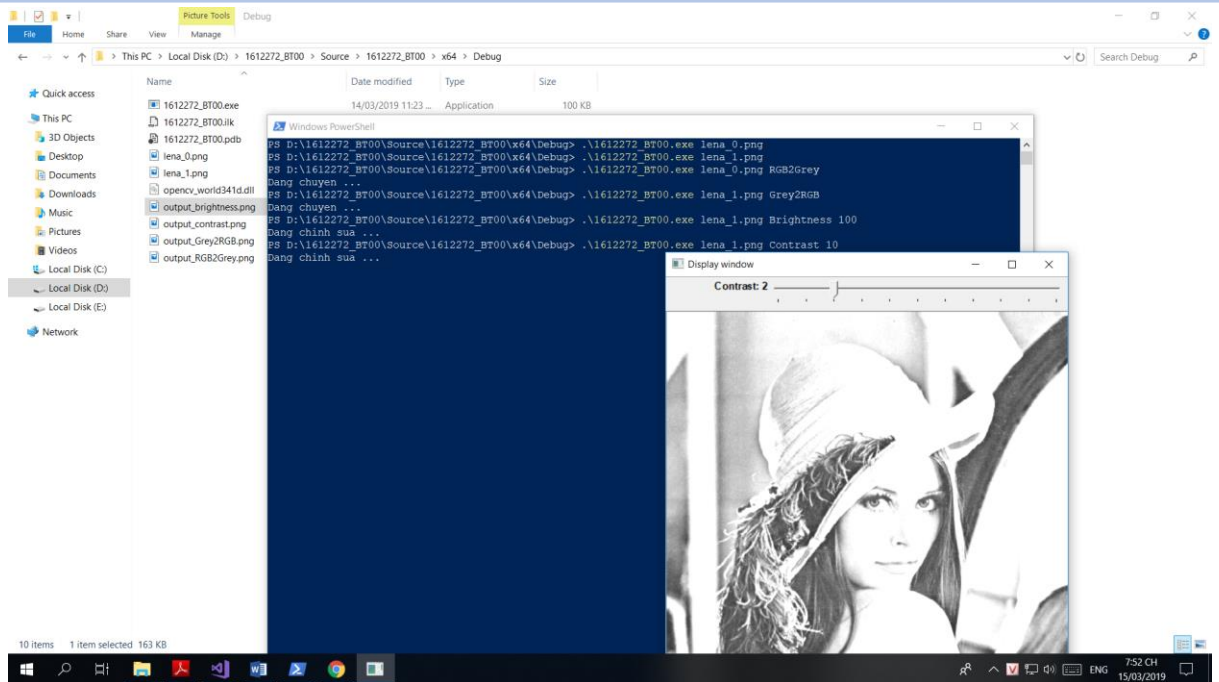 Picture Tools Debug
File Home Share View Manage
This PC > Local Disk (D:) > 1612272_BT00 > Source > 1612272_BT00 > x64 > Debug
Search Debug
Name Date modified Type Size
Quick access
This PC
3D Objects
Desktop
Documents
Downloads
Music
Pictures
Videos
Local Disk (C:)
Local Disk (D:)
Local Disk (E:)
Network
1612272_BT00.exe 14/03/2019 11:23 ... Application 100 KB
1612272_BT00.ilk
1612272_BT00.pdb
lena_0.png
lena_1.png
opencv_world341d.dll
output_brightness.png
output_contrast.png
output_Grey2RGB.png
output_RGB2Grey.png
Windows PowerShell
PS D:\1612272_BT00\Source\1612272_BT00\x64\Debug> .\1612272_BT00.exe lena_0.png
PS D:\1612272_BT00\Source\1612272_BT00\x64\Debug> .\1612272_BT00.exe lena_1.png
PS D:\1612272_BT00\Source\1612272_BT00\x64\Debug> .\1612272_BT00.exe lena_0.png RGB2Grey
Dang chuyen ...
PS D:\1612272_BT00\Source\1612272_BT00\x64\Debug> .\1612272_BT00.exe lena_1.png Grey2RGB
Dang chuyen ...
PS D:\1612272_BT00\Source\1612272_BT00\x64\Debug> .\1612272_BT00.exe lena_1.png Brightness 100
Dang chinh sua ...
PS D:\1612272_BT00\Source\1612272_BT00\x64\Debug> .\1612272_BT00.exe lena_1.png Contrast 10
Dang chinh sua ...
Display window
Contrast: 2
10 items 1 item selected 163 KB
ENG
7:52 CH
15/03/2019